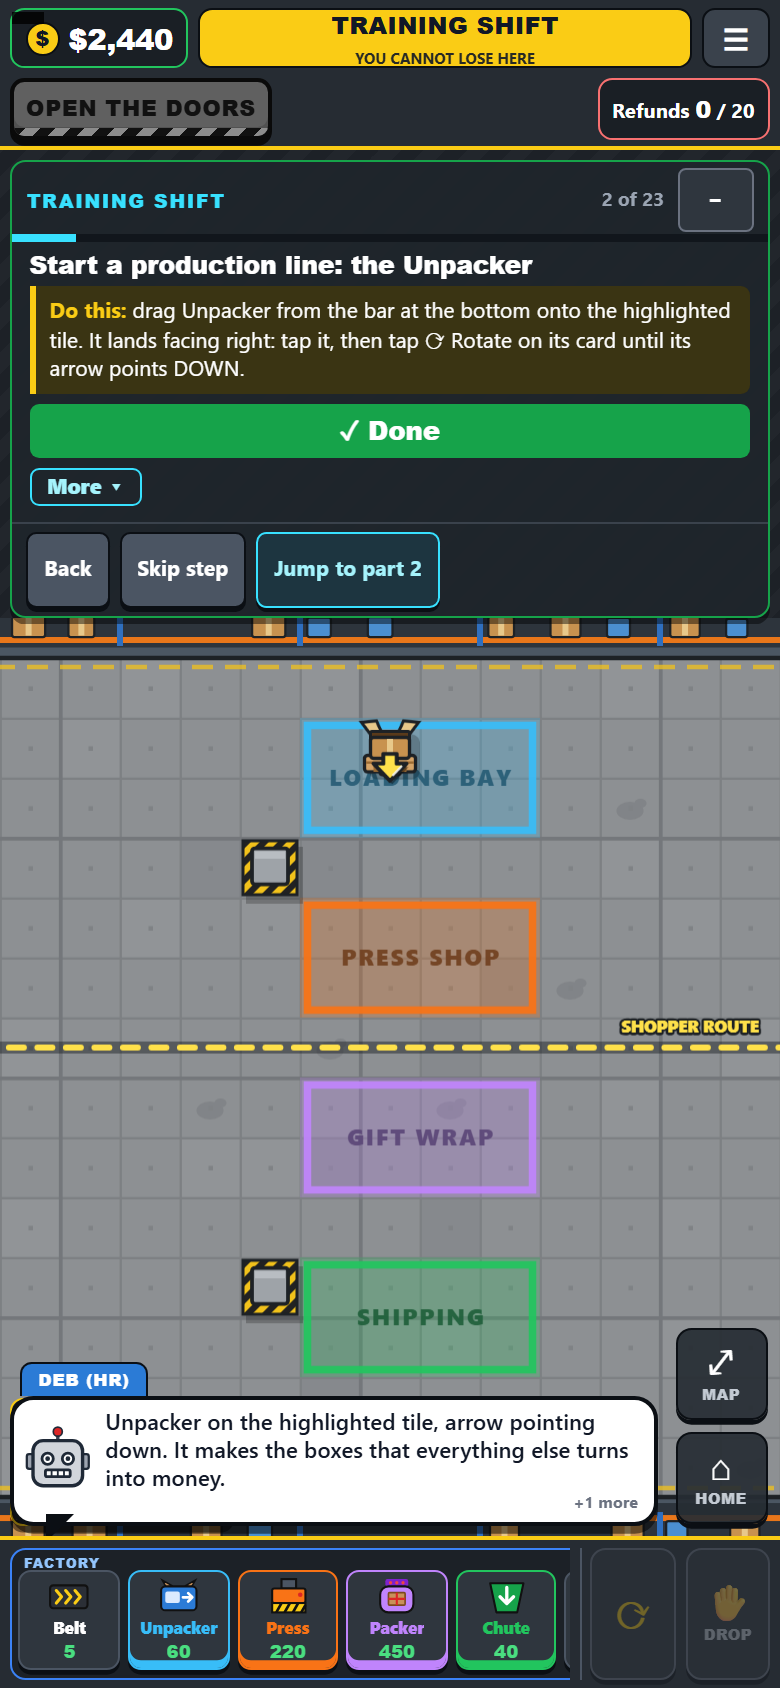 $ $2,440
TRAINING SHIFT
YOU CANNOT LOSE HERE
OPEN THE DOORS
Refunds 0 / 20
TRAINING SHIFT
2 of 23
Start a production line: the Unpacker
Do this: drag Unpacker from the bar at the bottom onto the highlighted
tile. It lands facing right: tap it, then tap ⟳ Rotate on its card until its
arrow points DOWN.
✓ Done
More ▼
Back
Skip step
Jump to part 2
LOADING BAY
PRESS SHOP
SHOPPER ROUTE
GIFT WRAP
SHIPPING
MAP
DEB (HR)
Unpacker on the highlighted tile, arrow pointing
down. It makes the boxes that everything else turns
into money.
+1 more
HOME
FACTORY
Belt
5
Unpacker
60
Press
220
Packer
450
Chute
40
DROP